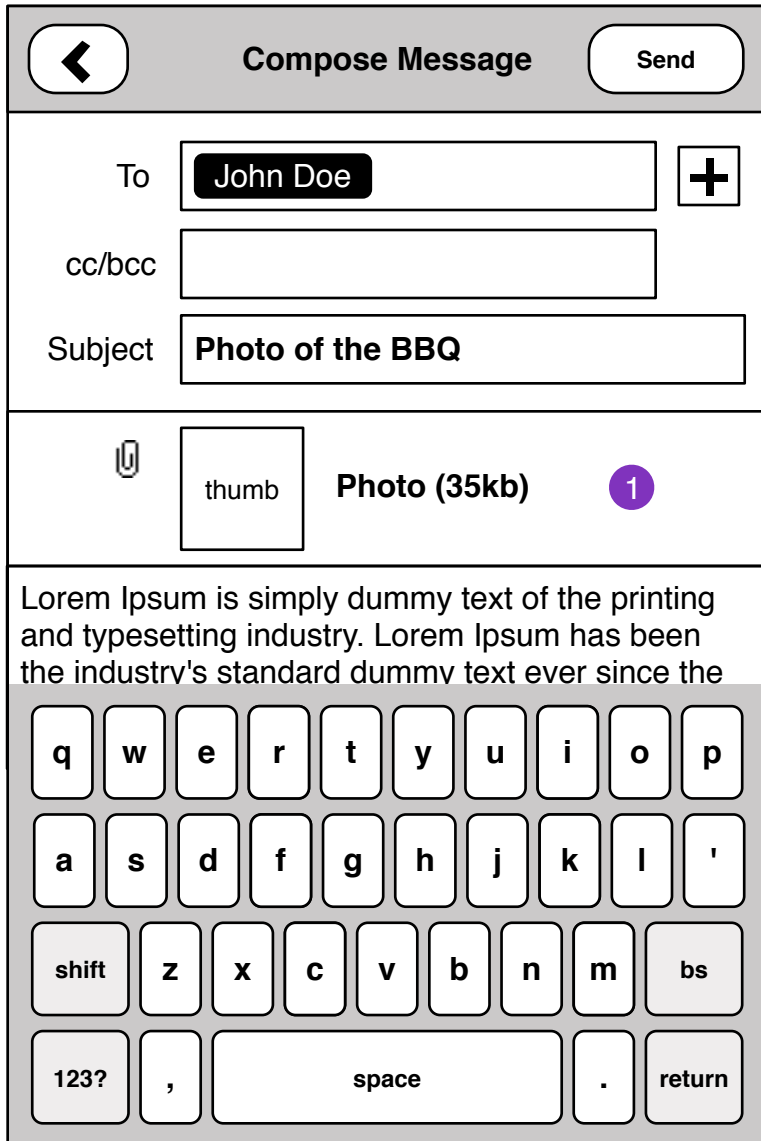 Compose Message Send
To John Doe
cc/bcc
Subject Photo of the BBQ
thumb Photo (35kb) 1
Lorem Ipsum is simply dummy text of the printing
and typesetting industry. Lorem Ipsum has been
the industry's standard dummy text ever since the
q w e r t y u i o p
a s d f g h j k l '
shift z x c v b n m bs
123? , space . return